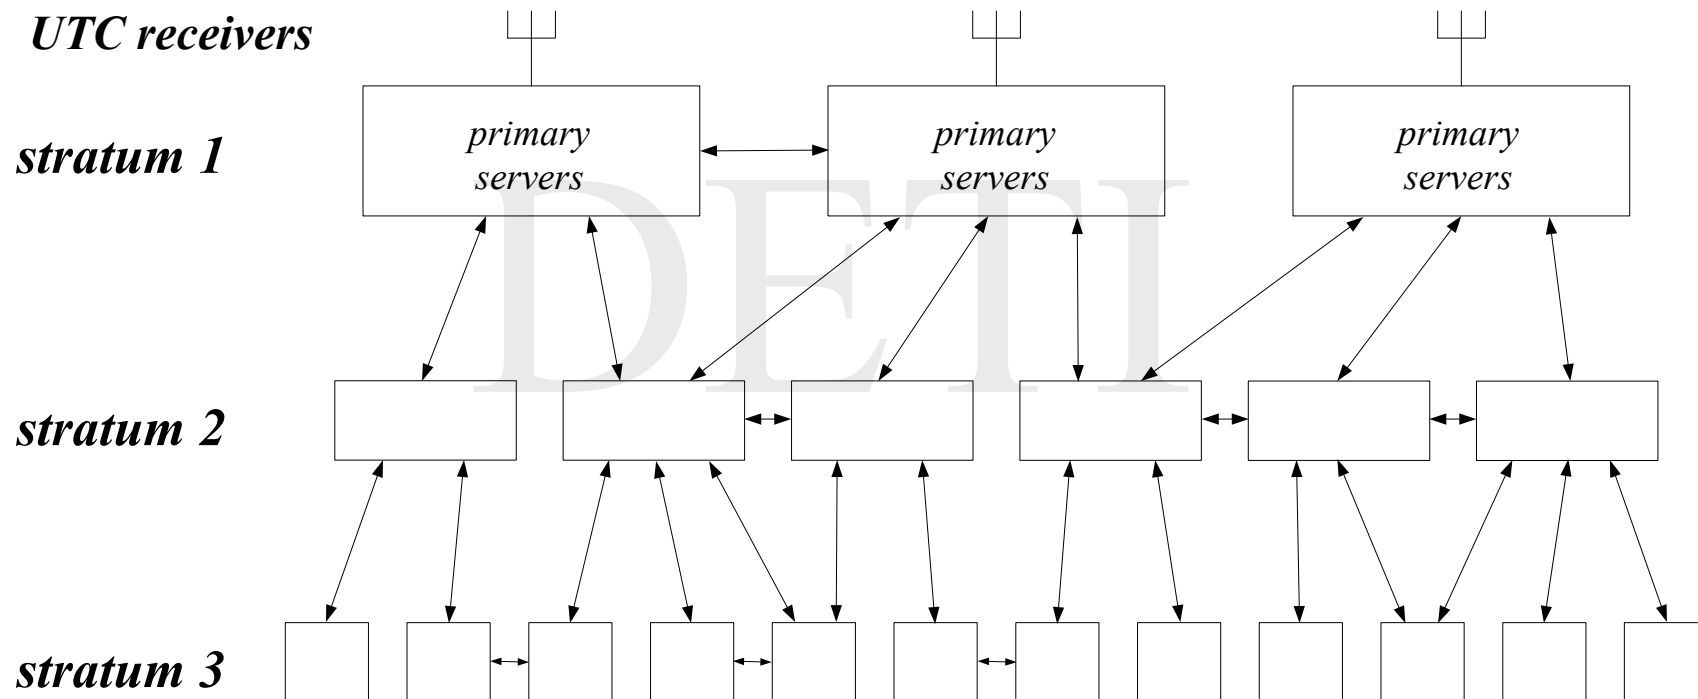 UTC receivers
stratum 1
primary
servers
primary
servers
primary
servers
DETI
stratum 2
stratum 3